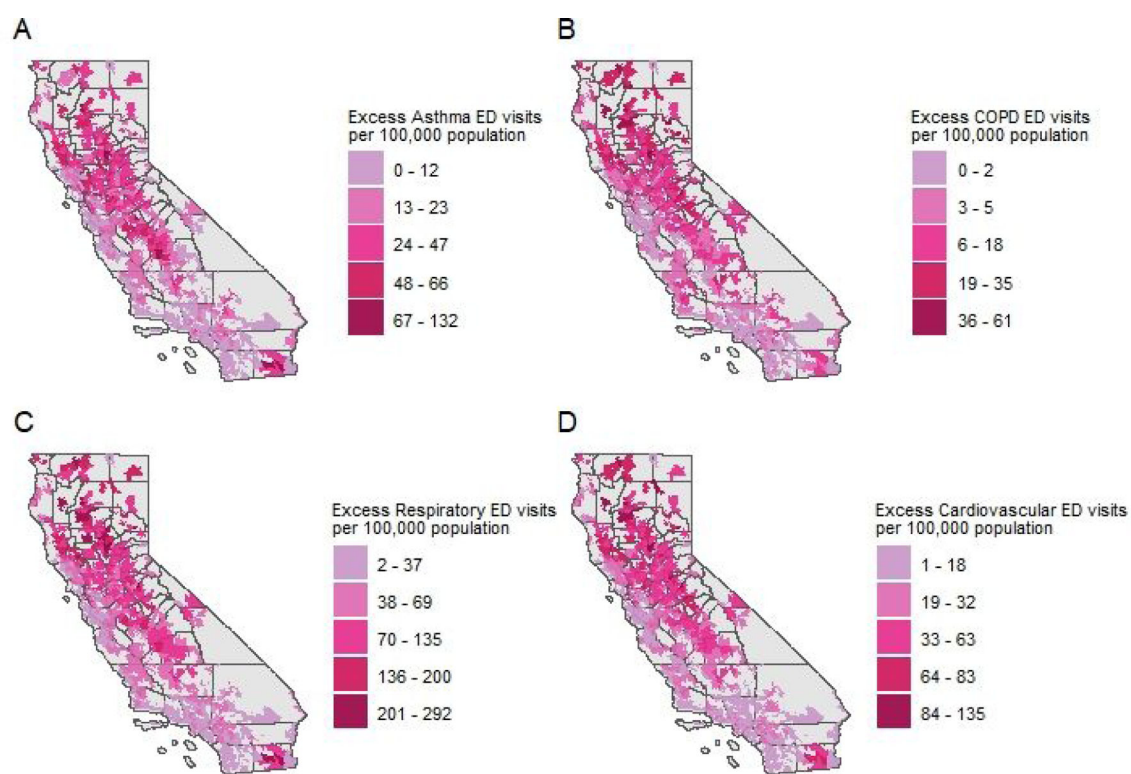 A
Excess Asthma ED visits
per 100,000 population
0 - 12
13 - 23
24 - 47
48 - 66
67 - 132
B
Excess COPD ED visits
per 100,000 population
0 - 2
3 - 5
6 - 18
19 - 35
36 - 61
C
Excess Respiratory ED visits
per 100,000 population
2 - 37
38 - 69
70 - 135
136 - 200
201 - 292
D
Excess Cardiovascular ED visits
per 100,000 population
1 - 18
19 - 32
33 - 63
64 - 83
84 - 135